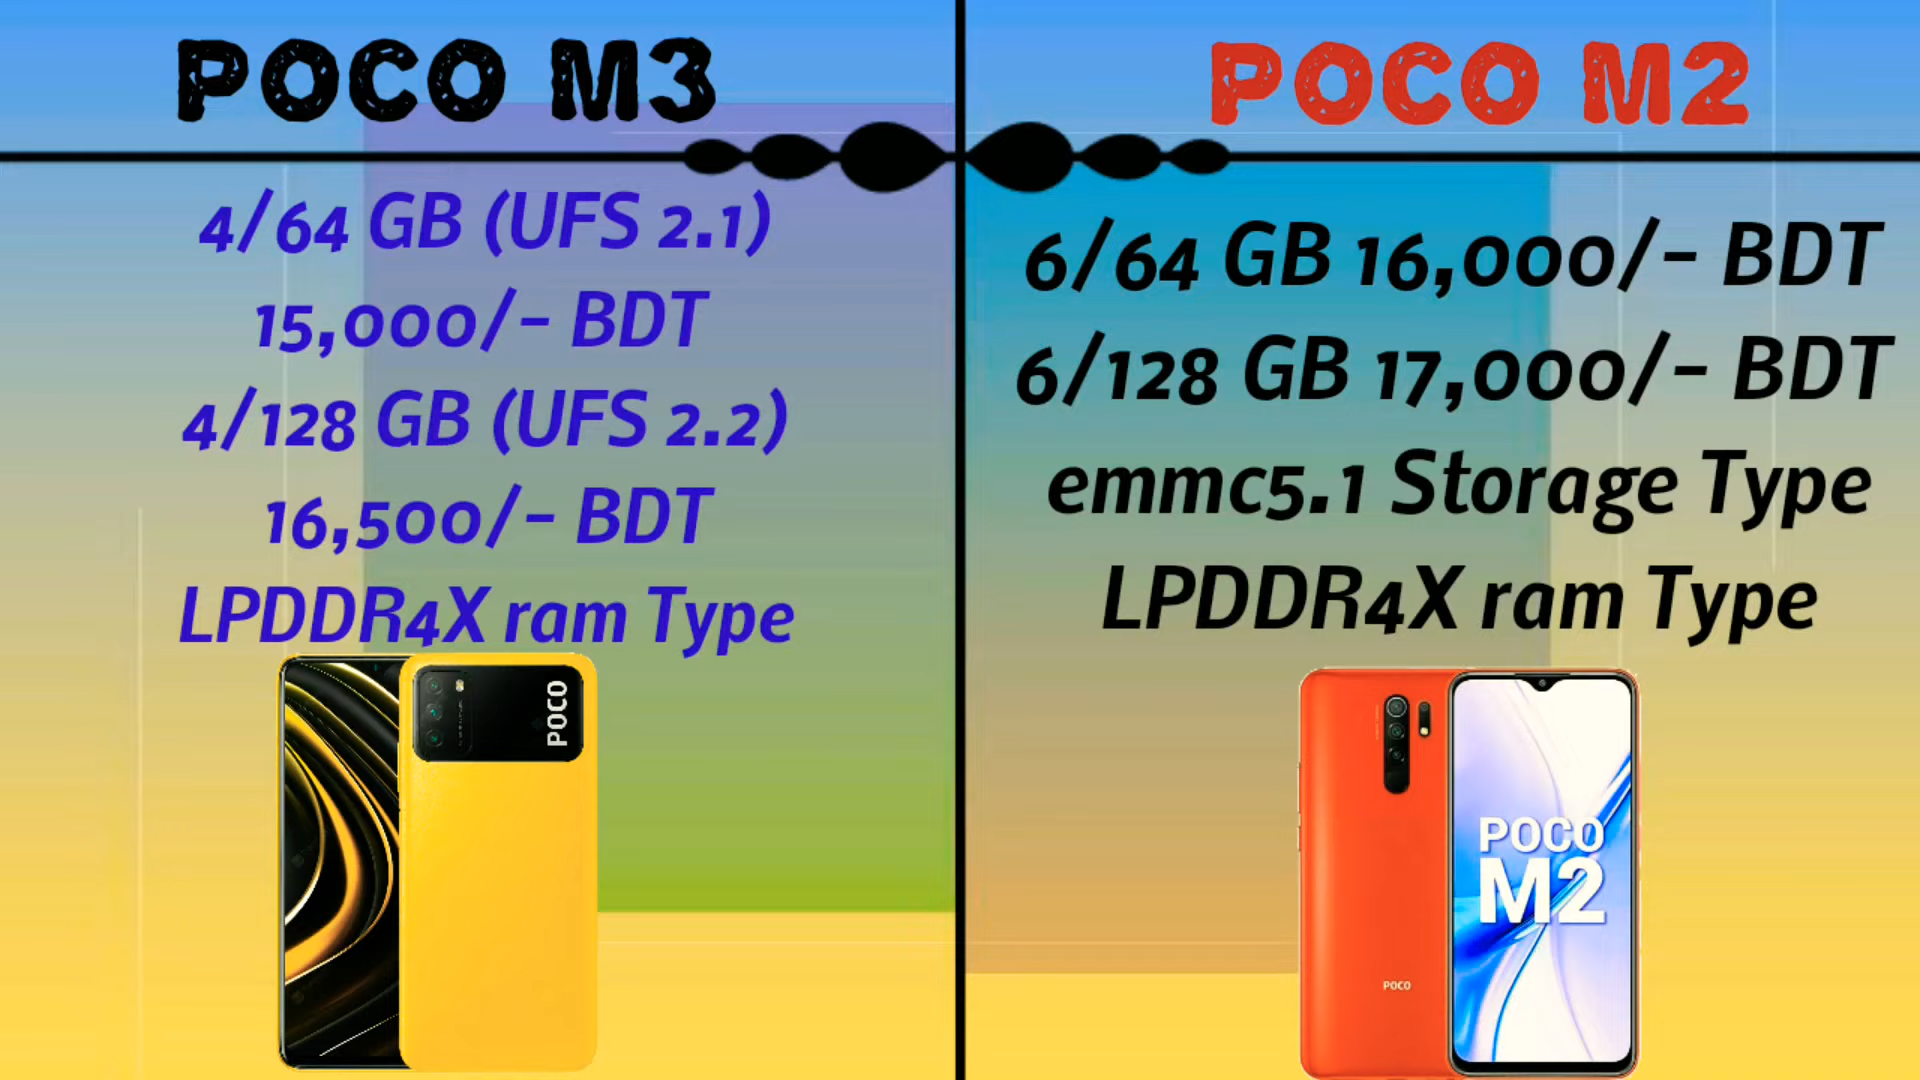 POCO M3
4/64 GB (UFS 2.1)
15,000/- BDT
4/128 GB (UFS 2.2)
16,500/- BDT
LPDDR4X ram Type
POCO
POCO M2
6/64 GB 16,000/- BDT
6/128 GB 17,000/- BDT
emmc5.1 Storage Type
LPDDR4X ram Type
POCO
POCO
M2